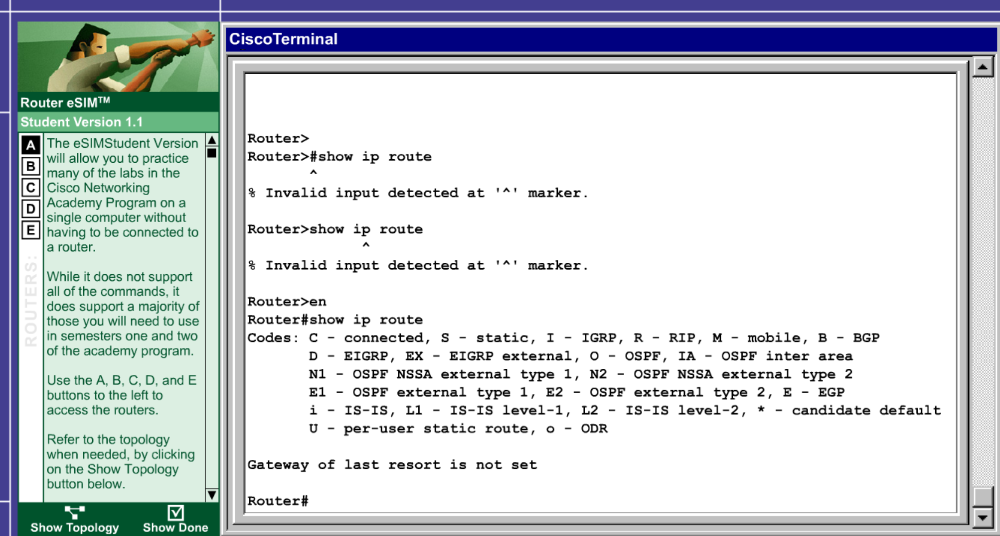 Router eSIM™
Student Version 1.1
A
B
C
D
E
ROUTERS:
The eSIMStudent Version
will allow you to practice
many of the labs in the
Cisco Networking
Academy Program on a
single computer without
having to be connected to
a router.
While it does not support
all of the commands, it
does support a majority of
those you will need to use
in semesters one and two
of the academy program.
Use the A, B, C, D, and E
buttons to the left to
access the routers.
Refer to the topology
when needed, by clicking
on the Show Topology
button below.
Show Topology
Show Done
CiscoTerminal
Router>
Router>#show ip route
^
% Invalid input detected at '^' marker.
Router>show ip route
^
% Invalid input detected at '^' marker.
Router>en
Router#show ip route
Codes: C - connected, S - static, I - IGRP, R - RIP, M - mobile, B - BGP
D - EIGRP, EX - EIGRP external, O - OSPF, IA - OSPF inter area
N1 - OSPF NSSA external type 1, N2 - OSPF NSSA external type 2
E1 - OSPF external type 1, E2 - OSPF external type 2, E - EGP
i - IS-IS, L1 - IS-IS level-1, L2 - IS-IS level-2, * - candidate default
U - per-user static route, o - ODR
Gateway of last resort is not set
Router#